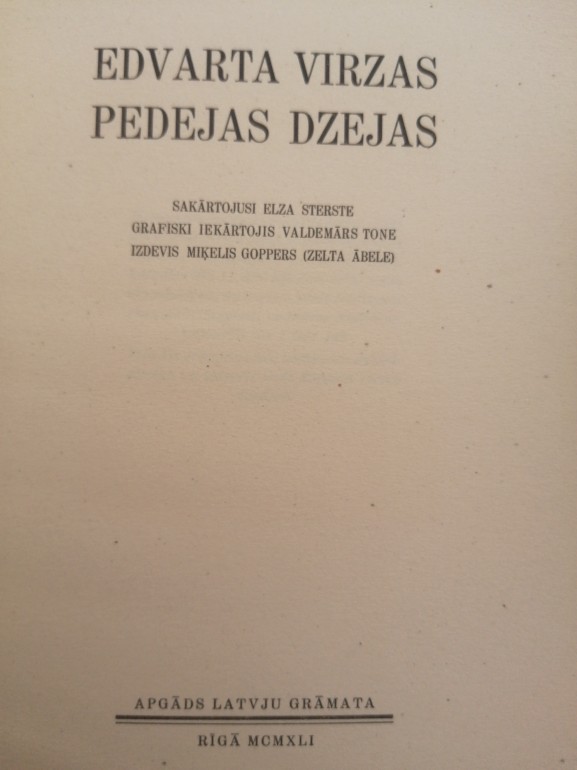 EDVARTA VIRZAS
PEDEJAS DZEJAS
SAKĀRTOJUSI ELZA STERSTE
GRAFISKI IEKĀRTOJIS VALDEMĀRS TONE
IZDEVIS MIĶELIS GOPPERS (ZELTA ĀBELE)
APGĀDS LATVJU GRĀMATA
RĪGĀ MCMXLI